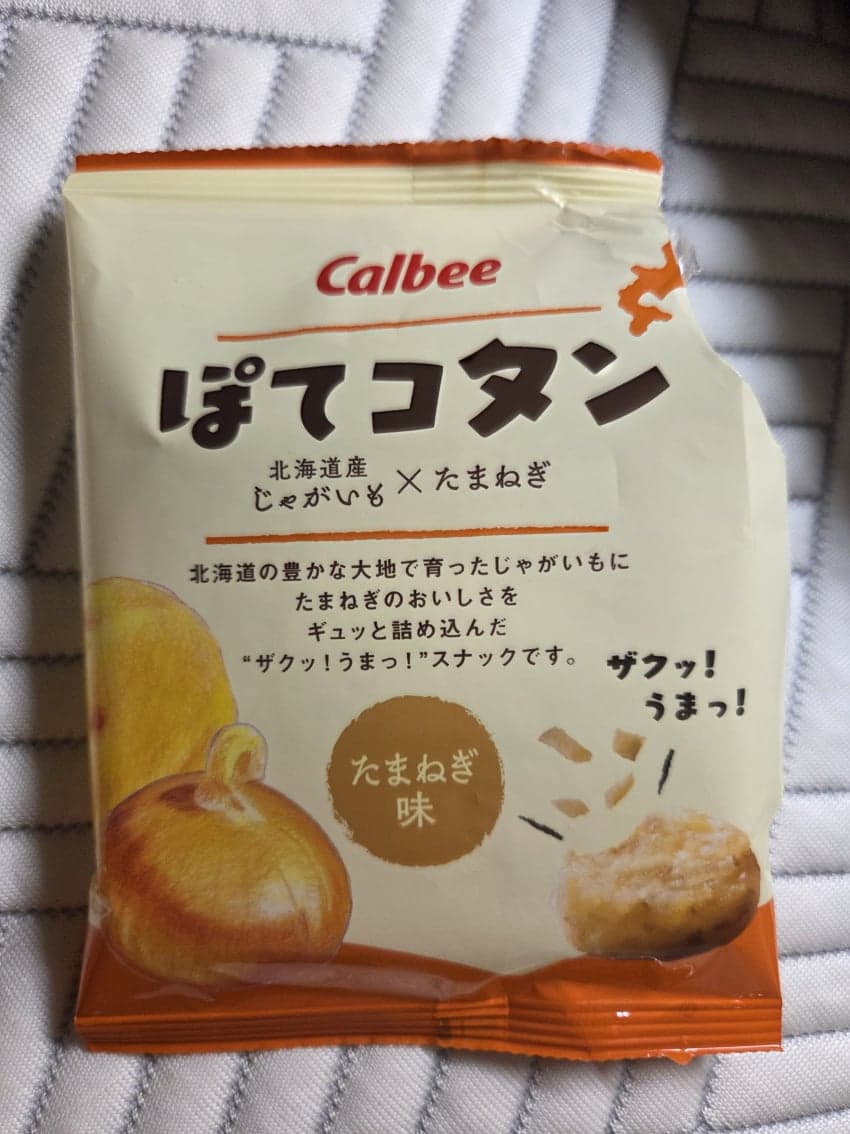 Calbee
ぽてコタン
北海道産
じゃがいも×たまねぎ
北海道の豊かな大地で育ったじゃがいもに
たまねぎのおいしさを
ギュッと詰め込んだ
“ザクッ!うまっ!”スナックです。
ザクッ!
うまっ!
たまねぎ
味